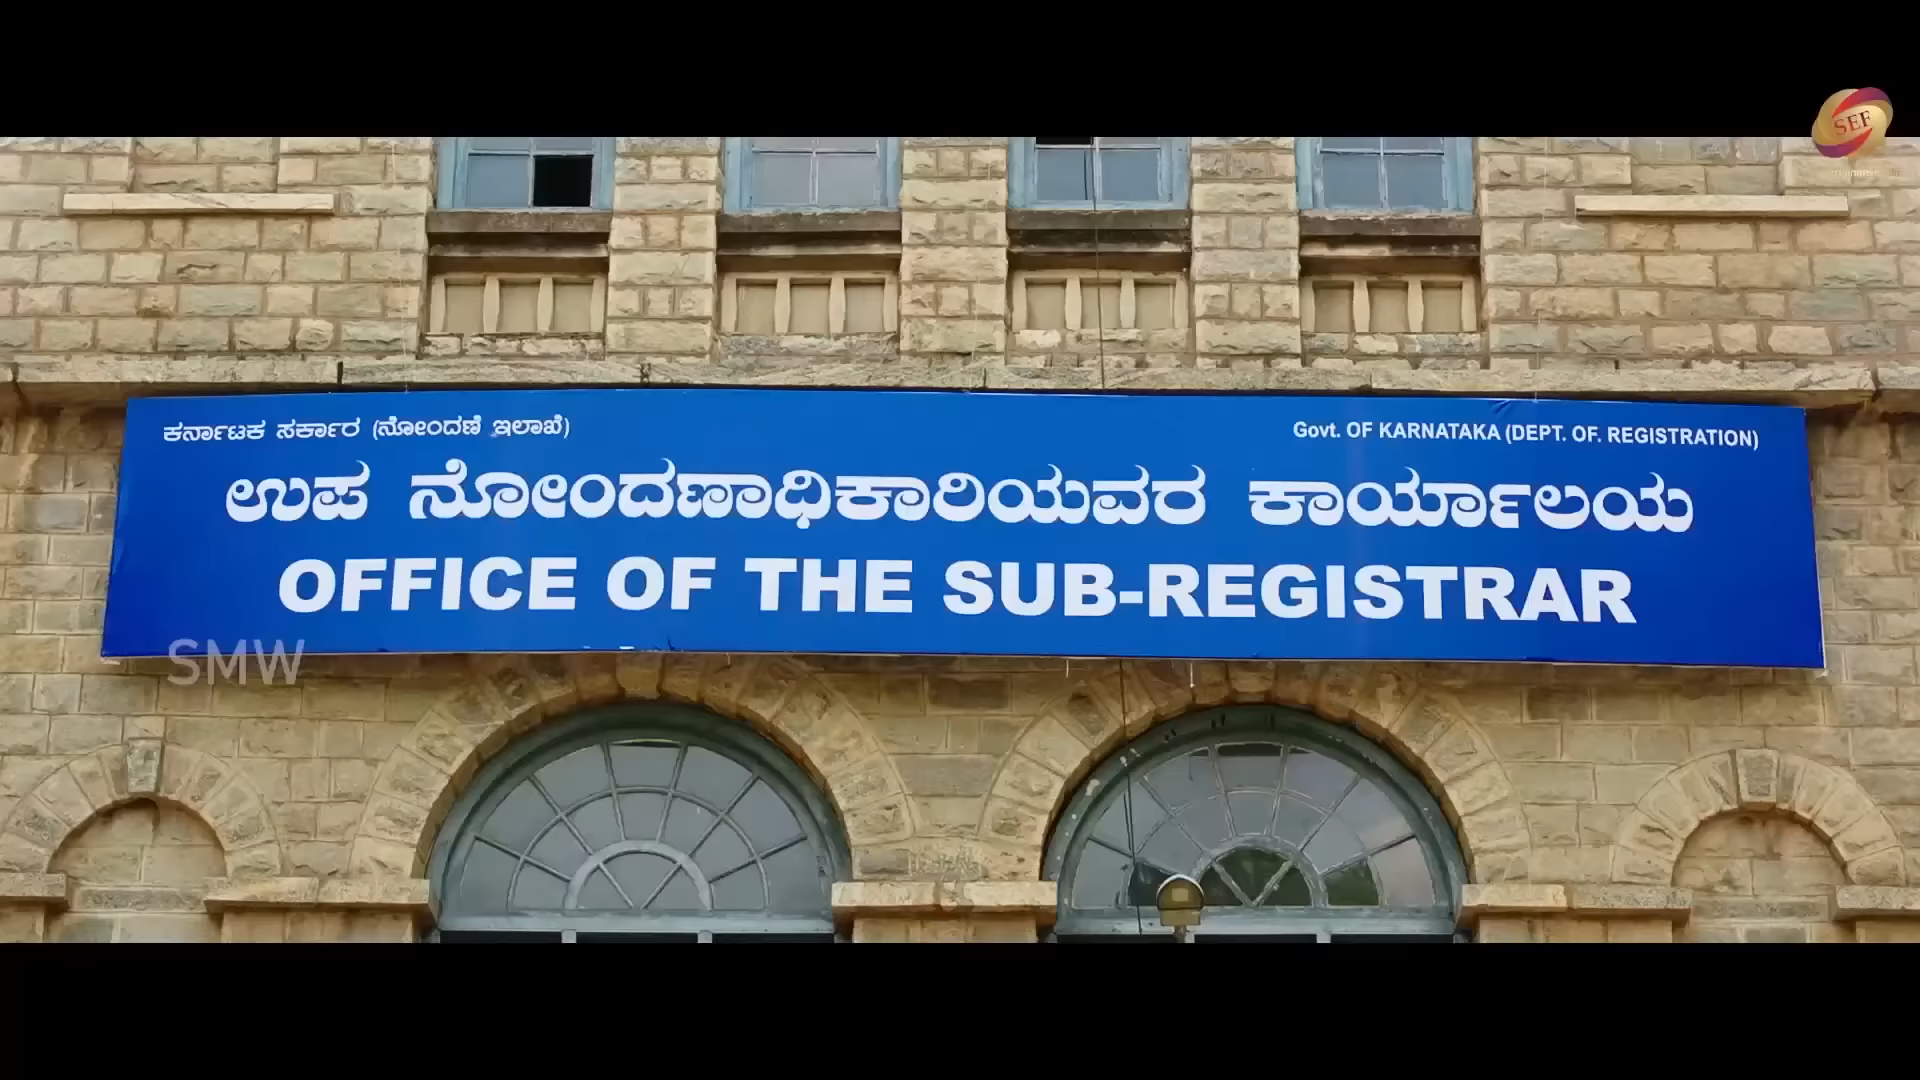 SEF
ಕರ್ನಾಟಕ ಸರ್ಕಾರ (ನೋಂದಣಿ ಇಲಾಖೆ)
Govt. OF KARNATAKA (DEPT. OF. REGISTRATION)
ಉಪ ನೋಂದಣಾಧಿಕಾರಿಯವರ ಕಾರ್ಯಾಲಯ
OFFICE OF THE SUB-REGISTRAR
SMW